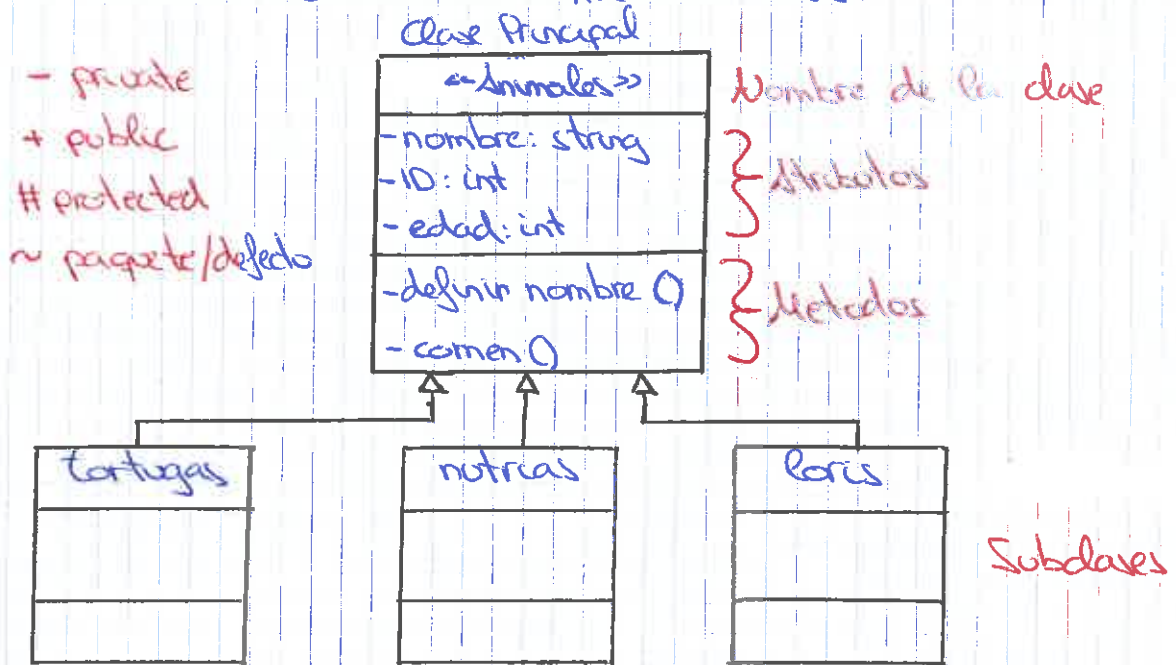 Clase Principal
<<Animales>>
- private
+ public
# protected
~ paquete/defecto
Nombre de la clase
-nombre: string
-ID: int
-edad: int
Atributos
-definir nombre ()
-comen ()
Metodos
tortugas
nutrias
loris
Subclases